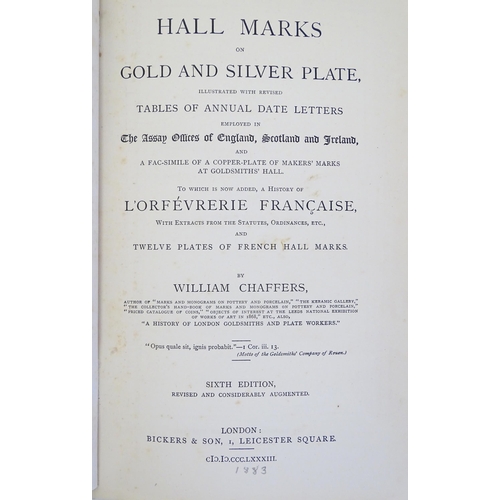 HALL MARKS
ON
GOLD AND SILVER PLATE,
ILLUSTRATED WITH REVISED
TABLES OF ANNUAL DATE LETTERS
EMPLOYED IN
The Assay Offices of England, Scotland and Ireland,
AND
A FAC-SIMILE OF A COPPER-PLATE OF MAKERS' MARKS
AT GOLDSMITHS' HALL.
TO WHICH IS NOW ADDED, A HISTORY OF
L'ORFÉVRERIE FRANÇAISE,
WITH EXTRACTS FROM THE STATUTES, ORDINANCES, ETC.,
AND
TWELVE PLATES OF FRENCH HALL MARKS.
BY
WILLIAM CHAFFERS,
AUTHOR OF "MARKS AND MONOGRAMS ON POTTERY AND PORCELAIN," "THE KERAMIC GALLERY,"
"THE COLLECTOR'S HAND-BOOK OF MARKS AND MONOGRAMS ON POTTERY AND PORCELAIN,"
"PRICED CATALOGUE OF COINS," "OBJECTS OF INTEREST AT THE LEEDS NATIONAL EXHIBITION
OF WORKS OF ART IN 1868," ETC., ALSO,
"A HISTORY OF LONDON GOLDSMITHS AND PLATE WORKERS."
"Opus quale sit, ignis probabit."—1 Cor. iii. 13.
(Motto of the Goldsmiths' Company of Rouen.)
SIXTH EDITION,
REVISED AND CONSIDERABLY AUGMENTED.
LONDON:
BICKERS & SON, 1, LEICESTER SQUARE.
CIƆ.IƆ.CCC.LXXXIII.
1883